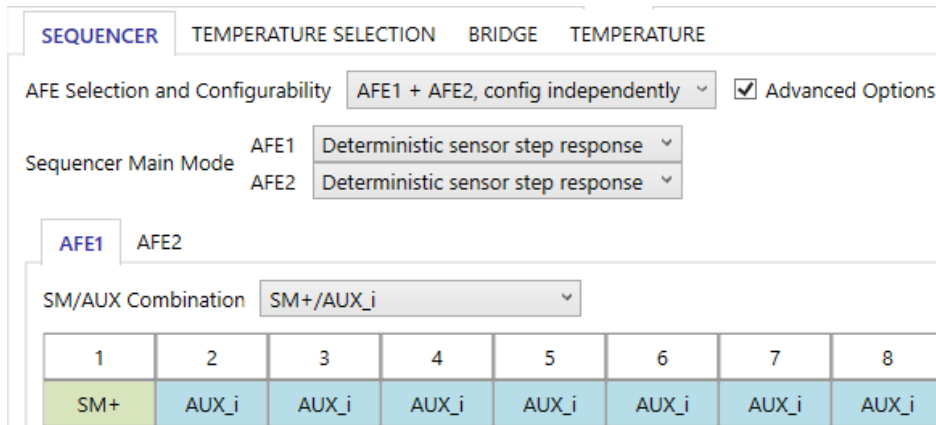 SEQUENCER TEMPERATURE SELECTION BRIDGE TEMPERATURE
AFE Selection and Configurability AFE1 + AFE2, config independently Advanced Options
AFE1 Deterministic sensor step response
Sequencer Main Mode
AFE2 Deterministic sensor step response
AFE1 AFE2
SM/AUX Combination SM+/AUX_i
1 2 3 4 5 6 7 8
SM+ AUX_i AUX_i AUX_i AUX_i AUX_i AUX_i AUX_i